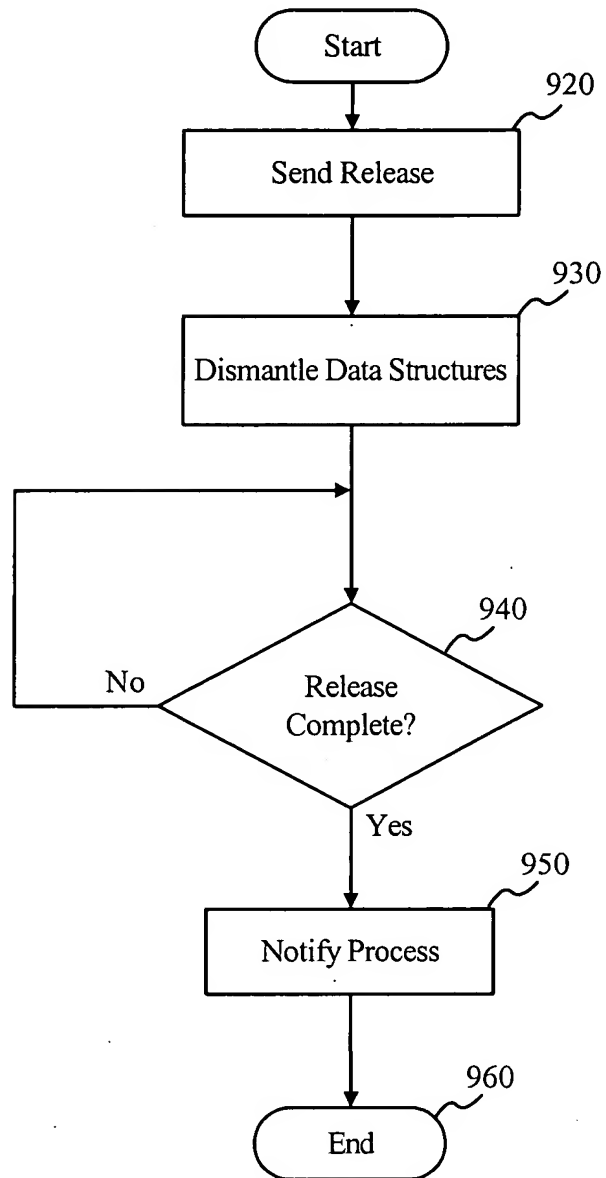 Start
920
Send Release
930
Dismantle Data Structures
940
Release
Complete?
No
Yes
950
Notify Process
960
End